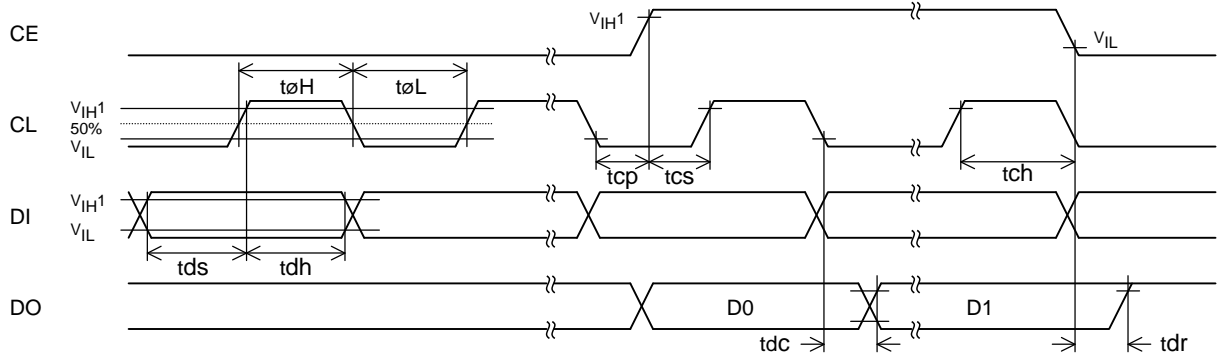 CE
VIH1
VIL
tøH
tøL
CL
VIH1
50%
VIL
tcp
tcs
tch
DI
VIH1
VIL
tds
tdh
DO
D0
D1
tdc
tdr